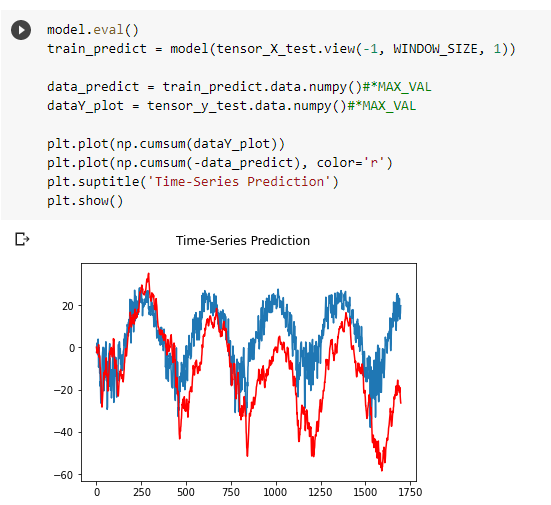 model.eval()
train_predict = model(tensor_X_test.view(-1, WINDOW_SIZE, 1))
data_predict = train_predict.data.numpy()#*MAX_VAL
dataY_plot = tensor_y_test.data.numpy()#*MAX_VAL
plt.plot(np.cumsum(dataY_plot))
plt.plot(np.cumsum(-data_predict), color='r')
plt.suptitle('Time-Series Prediction')
plt.show()
Time-Series Prediction
20
0
−20
−40
−60
0 250 500 750 1000 1250 1500 1750